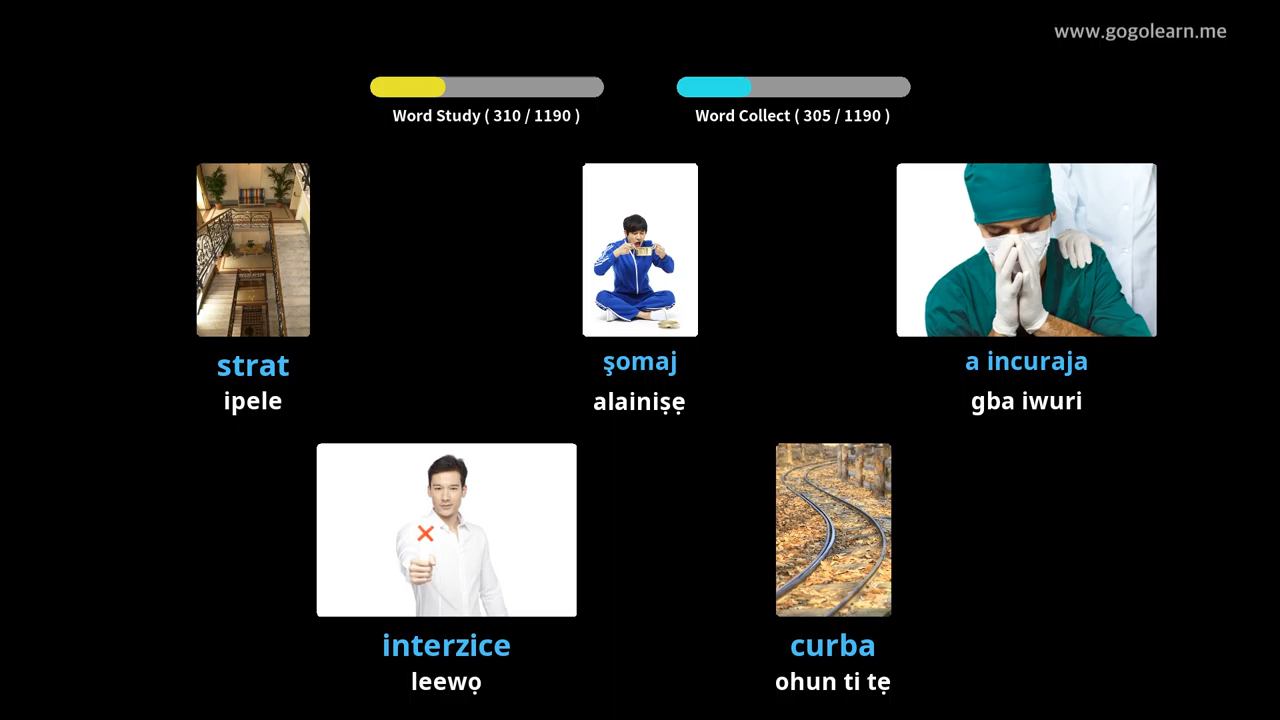 www.gogolearn.me
Word Study ( 310 / 1190 )
Word Collect ( 305 / 1190 )
strat
ipele
şomaj
alainiṣẹ
a incuraja
gba iwuri
interzice
leewọ
curba
ohun ti tẹ